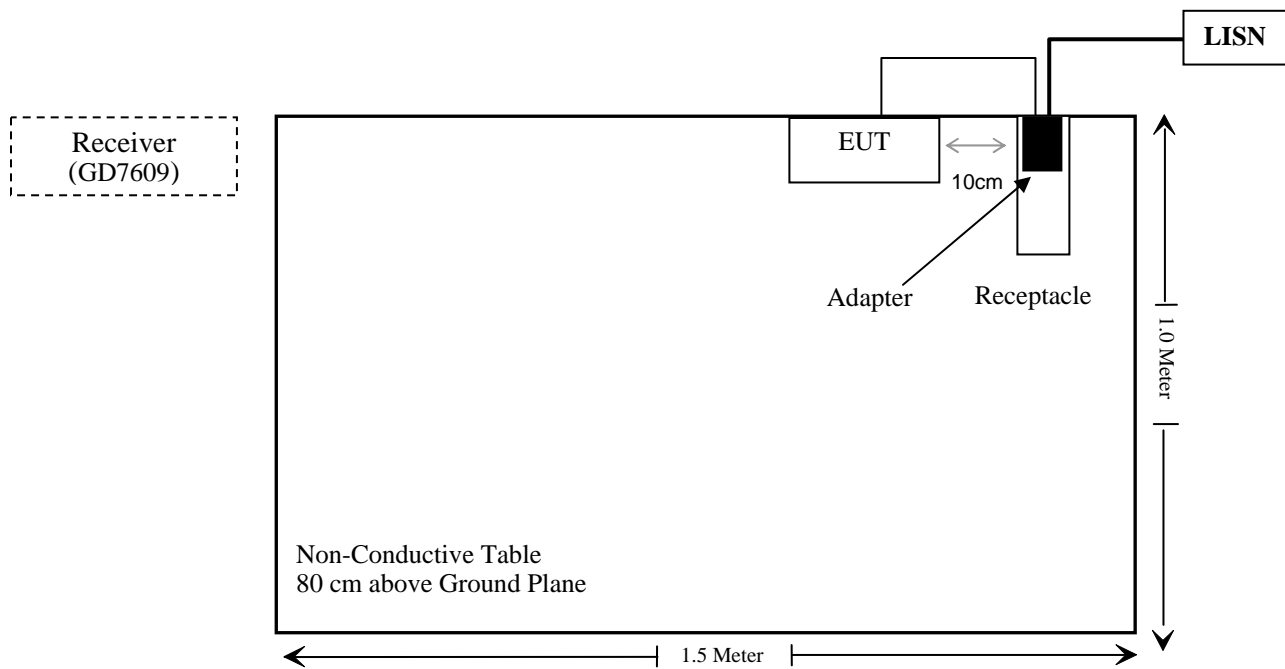 LISN
Receiver
(GD7609)
EUT
10cm
Adapter
Receptacle
1.0 Meter
Non-Conductive Table
80 cm above Ground Plane
1.5 Meter